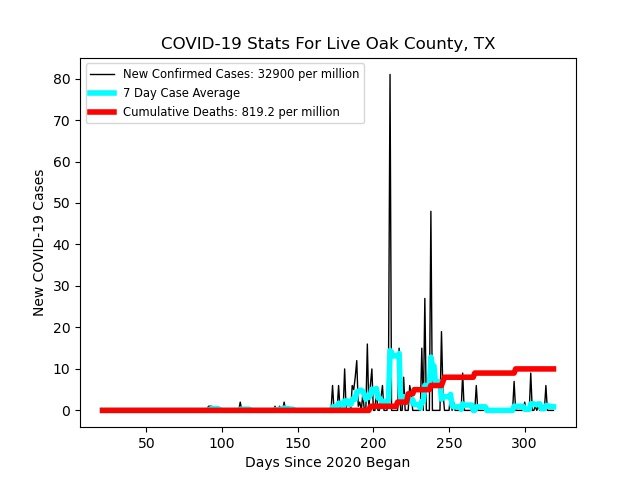 COVID-19 Stats For Live Oak County, TX
New Confirmed Cases: 32900 per million
7 Day Case Average
Cumulative Deaths: 819.2 per million
New COVID-19 Cases
80
70
60
50
40
30
20
10
0
50 100 150 200 250 300
Days Since 2020 Began